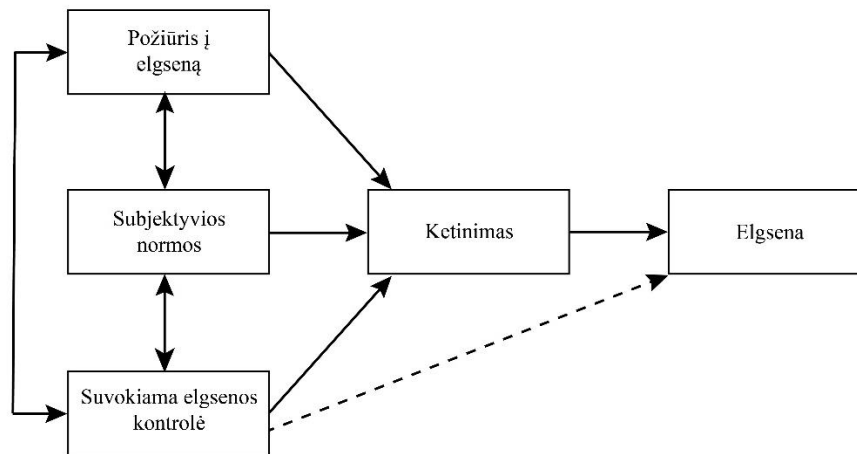 Požiūris į
elgseną
Subjektyvios
normos
Ketinimas
Elgsena
Suvokiama elgsenos
kontrolė